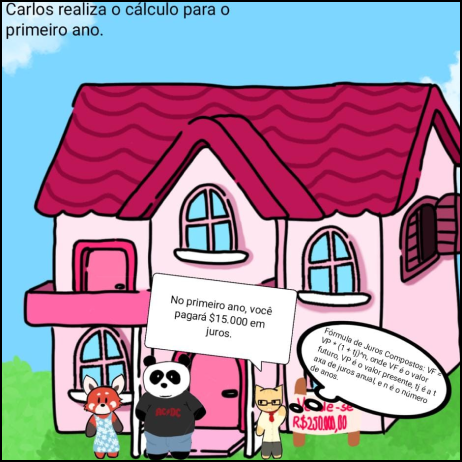 Carlos realiza o cálculo para o
primeiro ano.
No primeiro ano, você
pagará $15.000 em
juros.
Fórmula de Juros Compostos: VF =
VP * (1 + tj)^n, onde VF é o valor
futuro, VP é o valor presente, tj é a t
axa de juros anual, e n é o número
de anos.
AC/DC
de-se
R$250.000,00